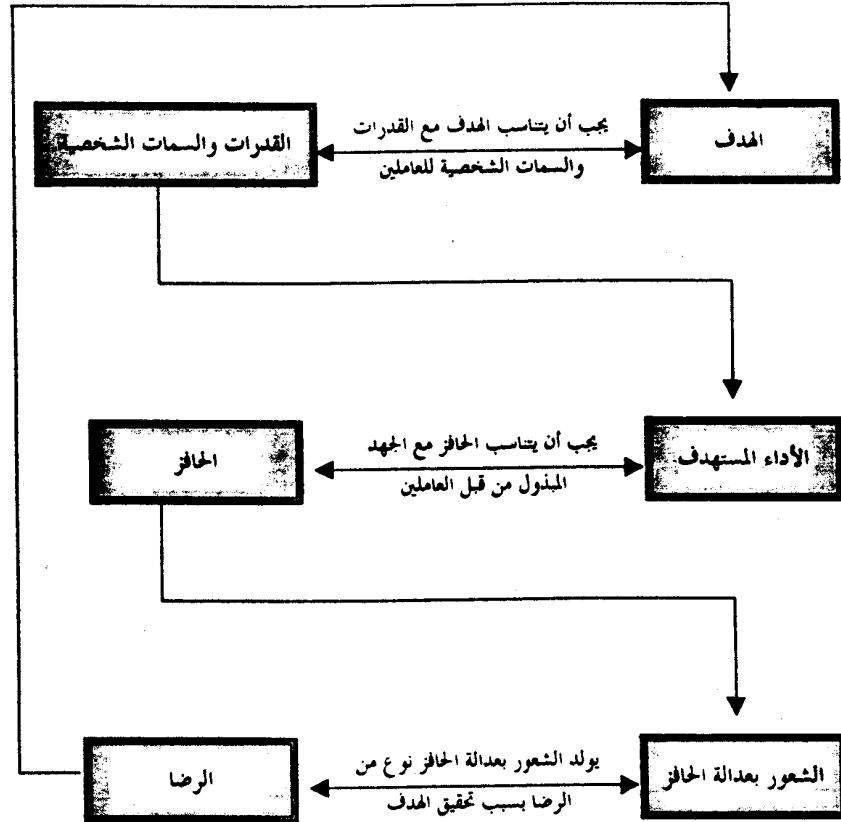 الهدف
يجب أن يتناسب الهدف مع القدرات
والسمات الشخصية للعاملين
القدرات والسمات الشخصية
الأداء المستهدف
يجب أن يتناسب الحافز مع الجهد
المبذول من قبل العاملين
الحافز
الشعور بعدالة الحافز
يولد الشعور بعدالة الحافز نوع من
الرضا بسبب تحقيق الهدف
الرضا